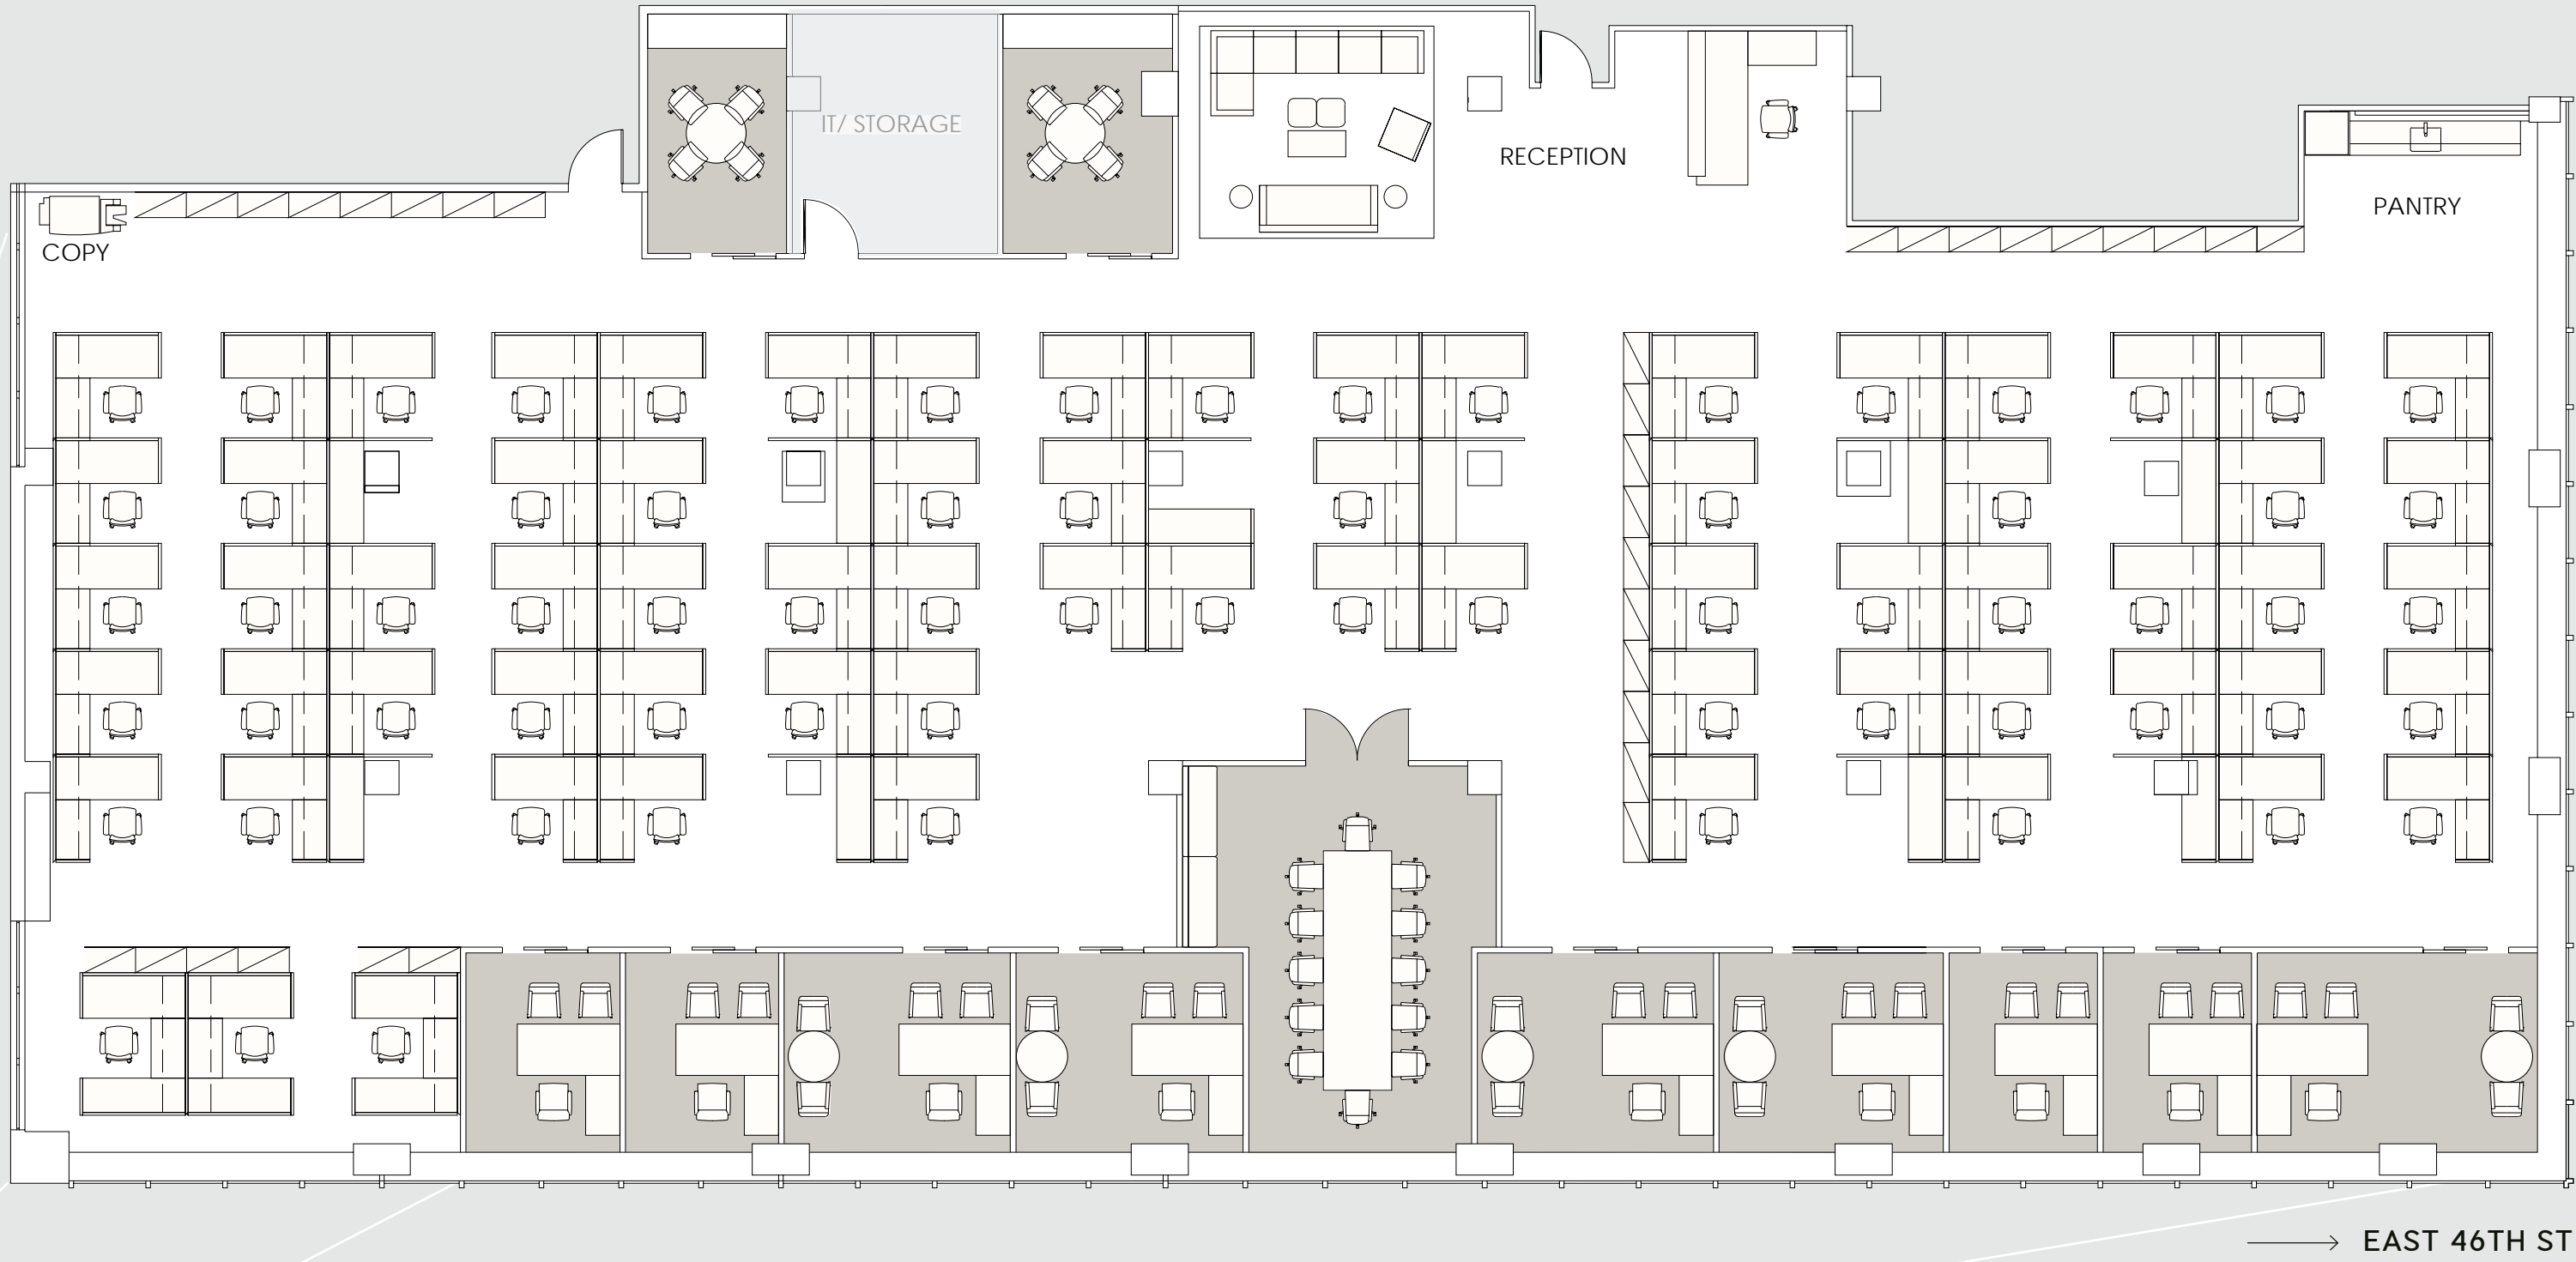 IT/ STORAGE
RECEPTION
PANTRY
COPY
EAST 46TH ST